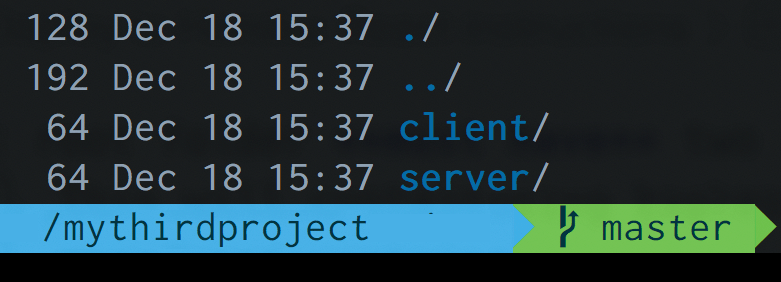 128 Dec 18 15:37 ./
192 Dec 18 15:37 ../
64 Dec 18 15:37 client/
64 Dec 18 15:37 server/
/mythirdproject master